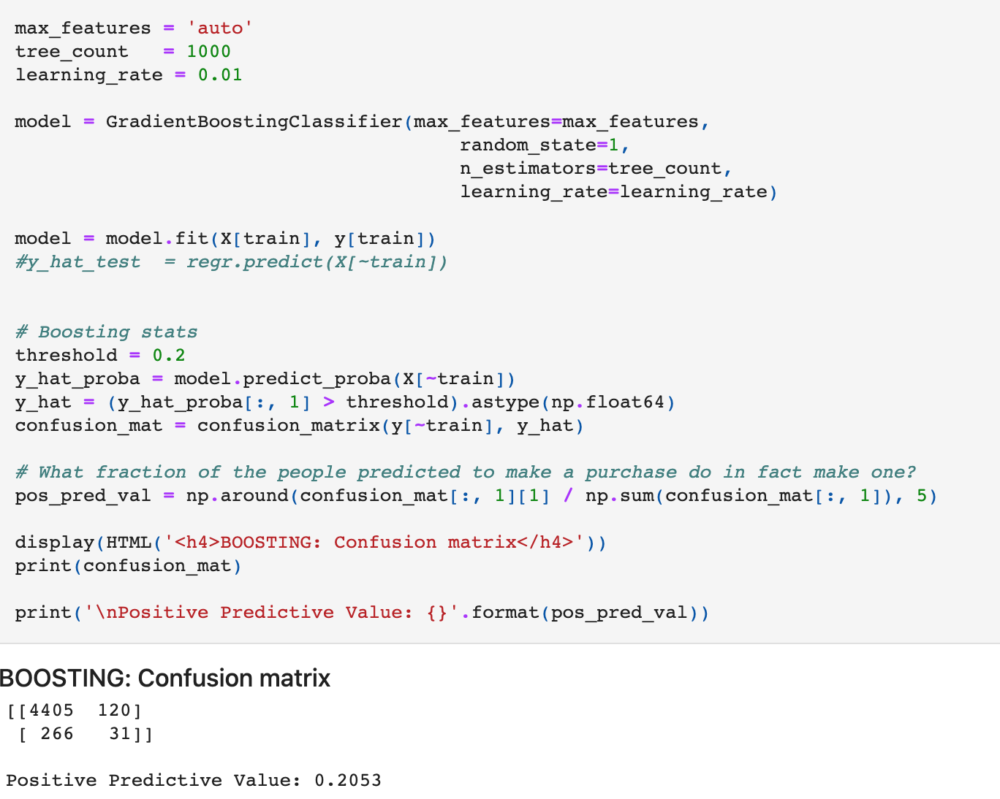 max_features = 'auto'
tree_count   = 1000
learning_rate = 0.01

model = GradientBoostingClassifier(max_features=max_features,
                                       random_state=1,
                                       n_estimators=tree_count,
                                       learning_rate=learning_rate)

model = model.fit(X[train], y[train])
#y_hat_test  = regr.predict(X[~train])


# Boosting stats
threshold = 0.2
y_hat_proba = model.predict_proba(X[~train])
y_hat = (y_hat_proba[:, 1] > threshold).astype(np.float64)
confusion_mat = confusion_matrix(y[~train], y_hat)

# What fraction of the people predicted to make a purchase do in fact make one?
pos_pred_val = np.around(confusion_mat[:, 1][1] / np.sum(confusion_mat[:, 1]), 5)

display(HTML('<h4>BOOSTING: Confusion matrix</h4>'))
print(confusion_mat)

print('\nPositive Predictive Value: {}'.format(pos_pred_val))

BOOSTING: Confusion matrix
[[4405  120]
 [ 266   31]]

Positive Predictive Value: 0.2053